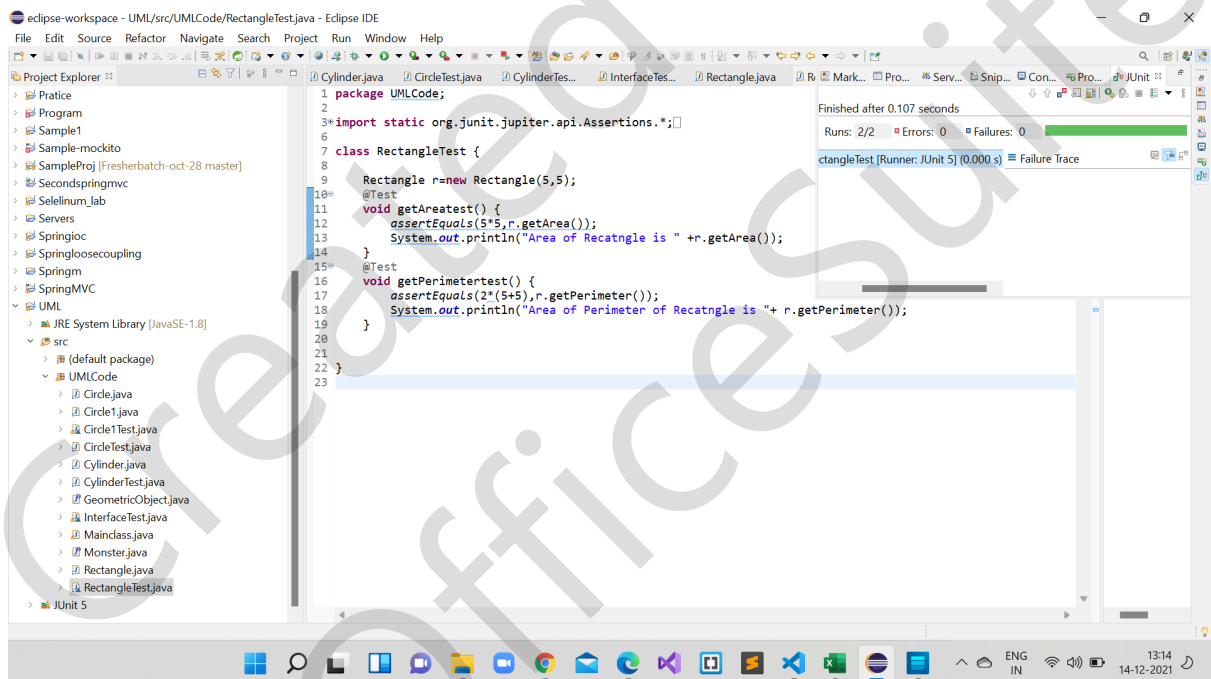 eclipse-workspace - UML/src/UMLCode/RectangleTest.java - Eclipse IDE
File Edit Source Refactor Navigate Search Project Run Window Help
Project Explorer
Pratice
Program
Sample1
Sample-mockito
SampleProj [Fresherbatch-oct-28 master]
Secondspringmvc
Selelinum_lab
Servers
Springioc
Springloosecoupling
Springm
SpringMVC
UML
JRE System Library [JavaSE-1.8]
src
(default package)
UMLCode
Circle.java
Circle1.java
Circle1Test.java
CircleTest.java
Cylinder.java
CylinderTest.java
GeometricObject.java
InterfaceTest.java
Mainclass.java
Monster.java
Rectangle.java
RectangleTest.java
JUnit 5
Cylinder.java CircleTest.java CylinderTes... InterfaceTes... Rectangle.java R
1 package UMLCode;
2
3 import static org.junit.jupiter.api.Assertions.*;
6
7 class RectangleTest {
8
9 Rectangle r=new Rectangle(5,5);
10 @Test
11 void getAreatest() {
12 assertEquals(5*5,r.getArea());
13 System.out.println("Area of Recatngle is " +r.getArea());
14 }
15 @Test
16 void getPerimetertest() {
17 assertEquals(2*(5+5),r.getPerimeter());
18 System.out.println("Area of Perimeter of Recatngle is "+ r.getPerimeter());
19 }
20
21
22 }
23
Mark... Pro... Serv... Snip... Con... Pro... JUnit
Finished after 0.107 seconds
Runs: 2/2 Errors: 0 Failures: 0
ctangleTest [Runner: JUnit 5] (0.000 s) Failure Trace
ENG
IN
13:14
14-12-2021
Created
OfficeSuite